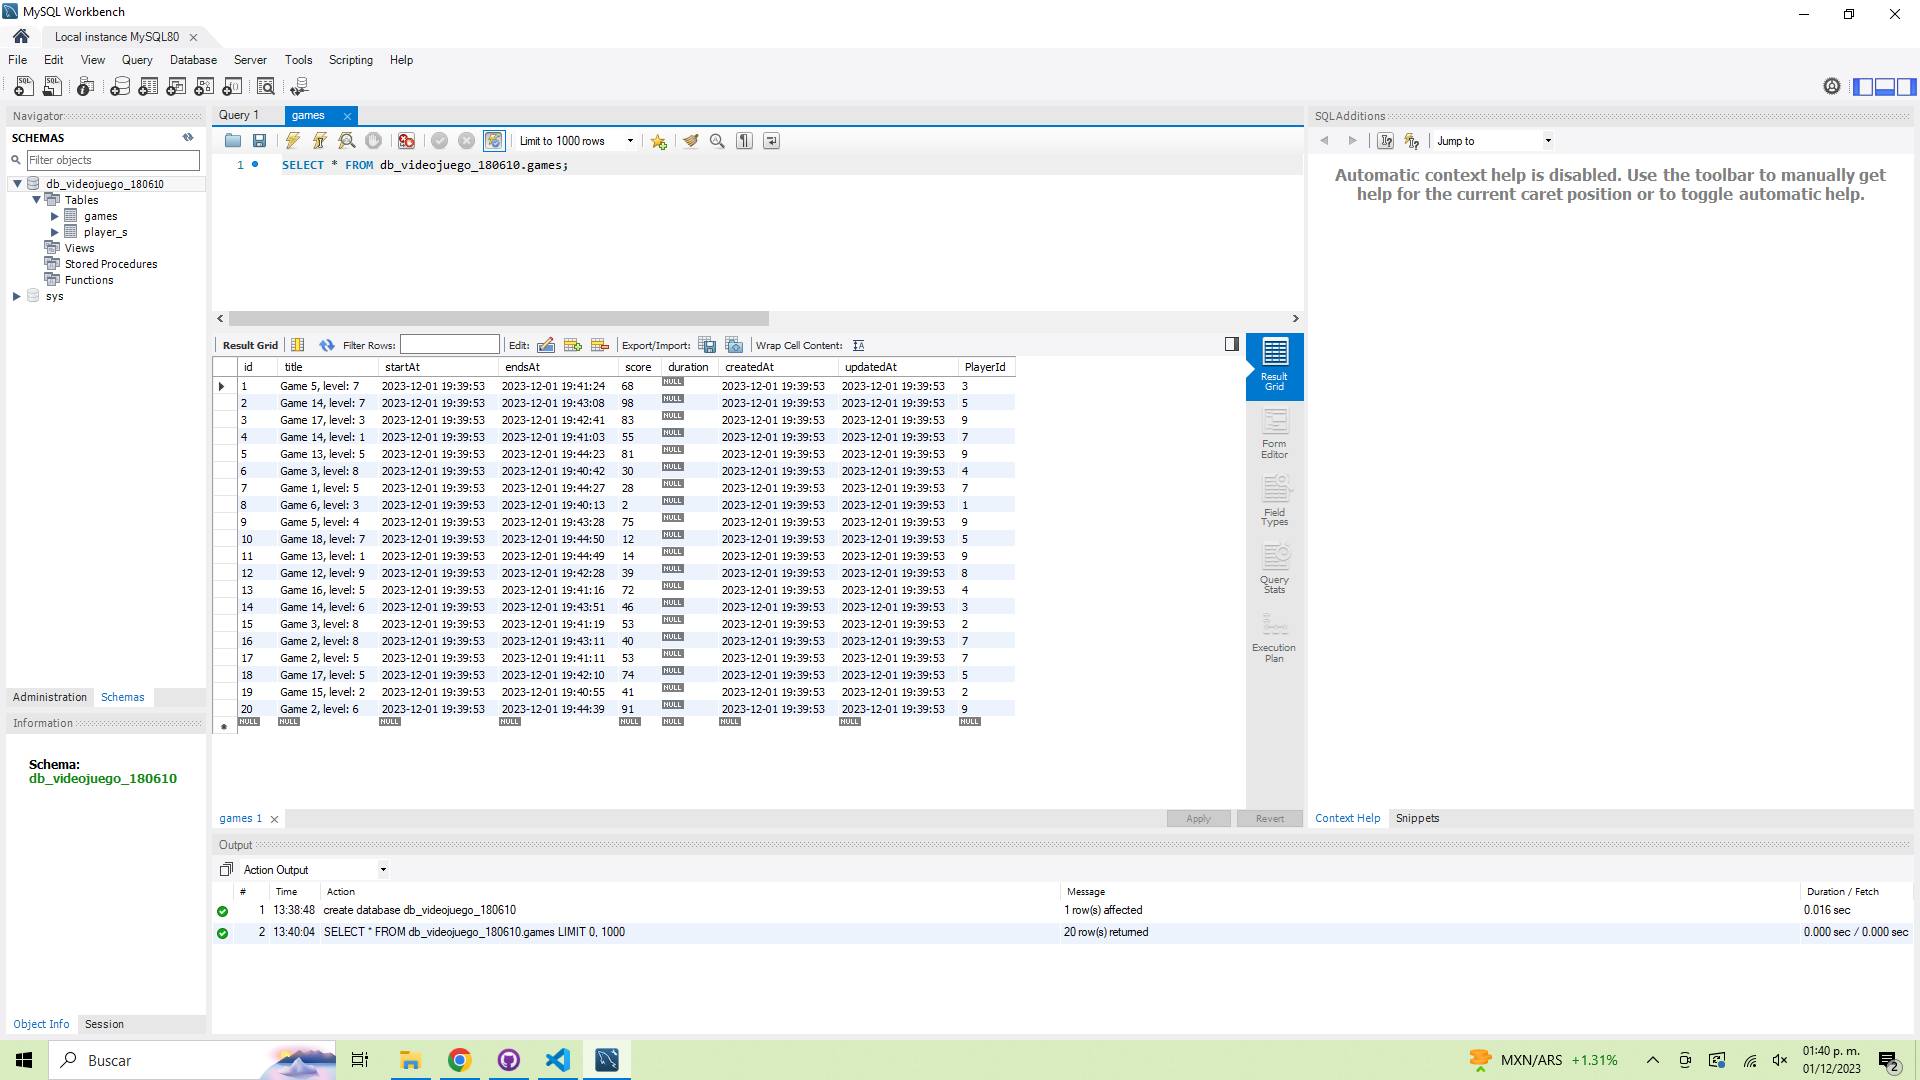 MySQL Workbench
Local instance MySQL80
File Edit View Query Database Server Tools Scripting Help
Navigator
SCHEMAS
Filter objects
db_videojuego_180610
Tables
games
player_s
Views
Stored Procedures
Functions
sys
Administration Schemas
Information
Schema:
db_videojuego_180610
Object Info Session
Query 1 games
Limit to 1000 rows
1 SELECT * FROM db_videojuego_180610.games;
Result Grid Filter Rows: Edit: Export/Import: Wrap Cell Content:
id title startAt endsAt score duration createdAt updatedAt PlayerId
1 Game 5, level: 7 2023-12-01 19:39:53 2023-12-01 19:41:24 68 NULL 2023-12-01 19:39:53 2023-12-01 19:39:53 3
2 Game 14, level: 7 2023-12-01 19:39:53 2023-12-01 19:43:08 98 NULL 2023-12-01 19:39:53 2023-12-01 19:39:53 5
3 Game 17, level: 3 2023-12-01 19:39:53 2023-12-01 19:42:41 83 NULL 2023-12-01 19:39:53 2023-12-01 19:39:53 9
4 Game 14, level: 1 2023-12-01 19:39:53 2023-12-01 19:41:03 55 NULL 2023-12-01 19:39:53 2023-12-01 19:39:53 7
5 Game 13, level: 5 2023-12-01 19:39:53 2023-12-01 19:44:23 81 NULL 2023-12-01 19:39:53 2023-12-01 19:39:53 9
6 Game 3, level: 8 2023-12-01 19:39:53 2023-12-01 19:40:42 30 NULL 2023-12-01 19:39:53 2023-12-01 19:39:53 4
7 Game 1, level: 5 2023-12-01 19:39:53 2023-12-01 19:44:27 28 NULL 2023-12-01 19:39:53 2023-12-01 19:39:53 7
8 Game 6, level: 3 2023-12-01 19:39:53 2023-12-01 19:40:13 2 NULL 2023-12-01 19:39:53 2023-12-01 19:39:53 1
9 Game 5, level: 4 2023-12-01 19:39:53 2023-12-01 19:43:28 75 NULL 2023-12-01 19:39:53 2023-12-01 19:39:53 9
10 Game 18, level: 7 2023-12-01 19:39:53 2023-12-01 19:44:50 12 NULL 2023-12-01 19:39:53 2023-12-01 19:39:53 5
11 Game 13, level: 1 2023-12-01 19:39:53 2023-12-01 19:44:49 14 NULL 2023-12-01 19:39:53 2023-12-01 19:39:53 9
12 Game 12, level: 9 2023-12-01 19:39:53 2023-12-01 19:42:28 39 NULL 2023-12-01 19:39:53 2023-12-01 19:39:53 8
13 Game 16, level: 5 2023-12-01 19:39:53 2023-12-01 19:41:16 72 NULL 2023-12-01 19:39:53 2023-12-01 19:39:53 4
14 Game 14, level: 6 2023-12-01 19:39:53 2023-12-01 19:43:51 46 NULL 2023-12-01 19:39:53 2023-12-01 19:39:53 3
15 Game 3, level: 8 2023-12-01 19:39:53 2023-12-01 19:41:19 53 NULL 2023-12-01 19:39:53 2023-12-01 19:39:53 2
16 Game 2, level: 8 2023-12-01 19:39:53 2023-12-01 19:43:11 40 NULL 2023-12-01 19:39:53 2023-12-01 19:39:53 7
17 Game 2, level: 5 2023-12-01 19:39:53 2023-12-01 19:41:11 53 NULL 2023-12-01 19:39:53 2023-12-01 19:39:53 7
18 Game 17, level: 5 2023-12-01 19:39:53 2023-12-01 19:42:10 74 NULL 2023-12-01 19:39:53 2023-12-01 19:39:53 5
19 Game 15, level: 2 2023-12-01 19:39:53 2023-12-01 19:40:55 41 NULL 2023-12-01 19:39:53 2023-12-01 19:39:53 2
20 Game 2, level: 6 2023-12-01 19:39:53 2023-12-01 19:44:39 91 NULL 2023-12-01 19:39:53 2023-12-01 19:39:53 9
NULL NULL NULL NULL NULL NULL NULL NULL NULL
Result
Grid
Form
Editor
Field
Types
Query
Stats
Execution
Plan
games 1 Apply Revert
SQLAdditions
Jump to
Automatic context help is disabled. Use the toolbar to manually get
help for the current caret position or to toggle automatic help.
Context Help Snippets
Output
Action Output
# Time Action Message Duration / Fetch
1 13:38:48 create database db_videojuego_180610 1 row(s) affected 0.016 sec
2 13:40:04 SELECT * FROM db_videojuego_180610.games LIMIT 0, 1000 20 row(s) returned 0.000 sec / 0.000 sec
Buscar
MXN/ARS +1.31%
01:40 p. m.
01/12/2023
2